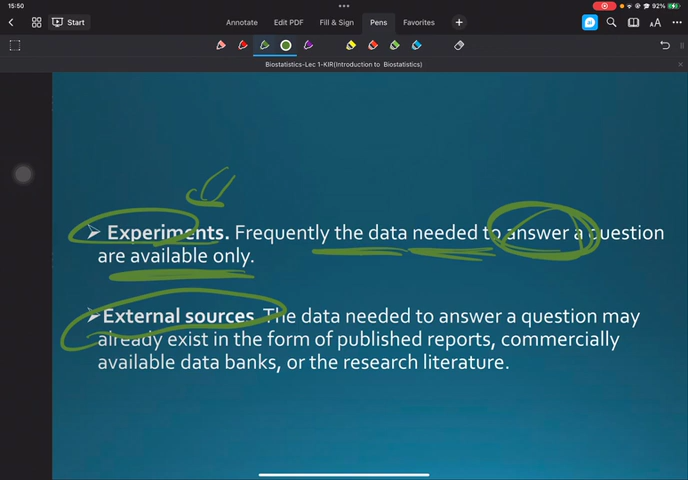 15:50
92%
Start
Annotate
Edit PDF
Fill & Sign
Pens
Favorites
Biostatistics-Lec 1-KIR(Introduction to Biostatistics)
➤ Experiments. Frequently the data needed to answer a question
are available only.
➤External sources. The data needed to answer a question may
already exist in the form of published reports, commercially
available data banks, or the research literature.